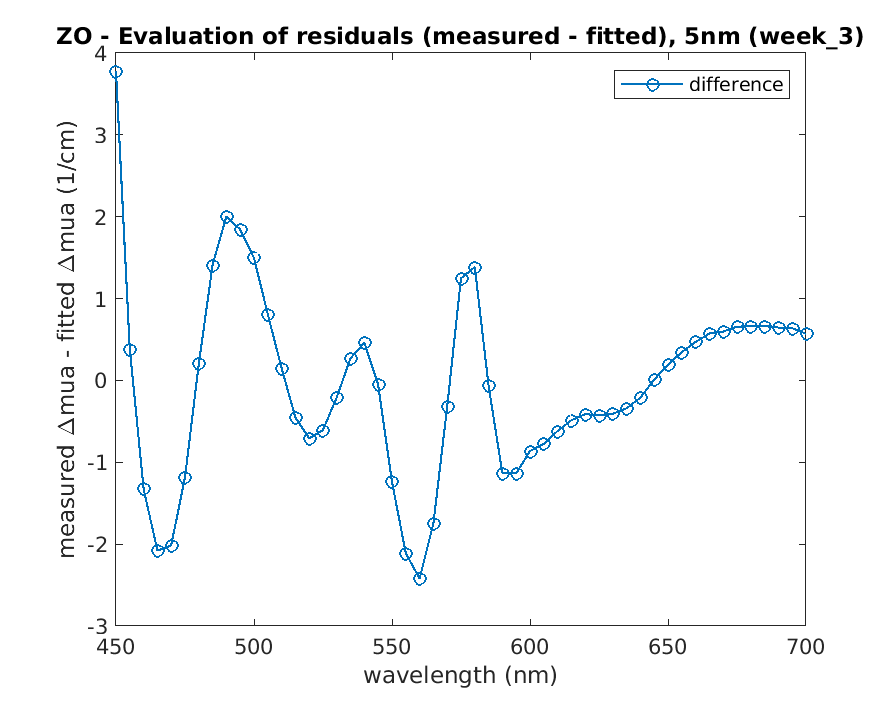 ZO - Evaluation of residuals (measured - fitted), 5nm (week_3)
difference
measured Δmua - fitted Δmua (1/cm)
4
3
2
1
0
-1
-2
-3
450 500 550 600 650 700
wavelength (nm)